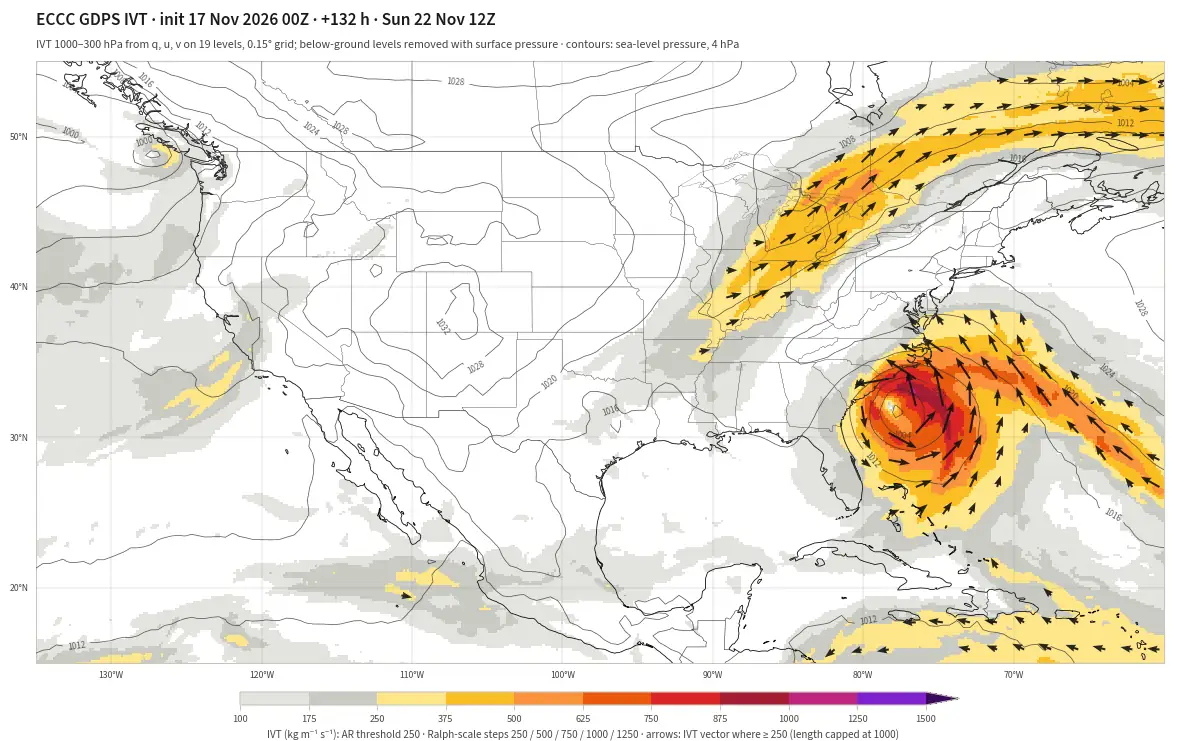 ECCC GDPS IVT · init 17 Nov 2026 00Z · +132 h · Sun 22 Nov 12Z
IVT 1000–300 hPa from q, u, v on 19 levels, 0.15° grid; below-ground levels removed with surface pressure · contours: sea-level pressure, 4 hPa
1016
1028
1004
1000
1000
1012
1024
1028
1008
1012
1016
50°N
40°N
1028
1032
1028
1020
1024
1016
30°N
1012
1016
20°N
1012
1012
130°W
120°W
110°W
100°W
90°W
80°W
70°W
100
175
250
375
500
625
750
875
1000
1250
1500
IVT (kg m⁻¹ s⁻¹): AR threshold 250 · Ralph-scale steps 250 / 500 / 750 / 1000 / 1250 · arrows: IVT vector where ≥ 250 (length capped at 1000)